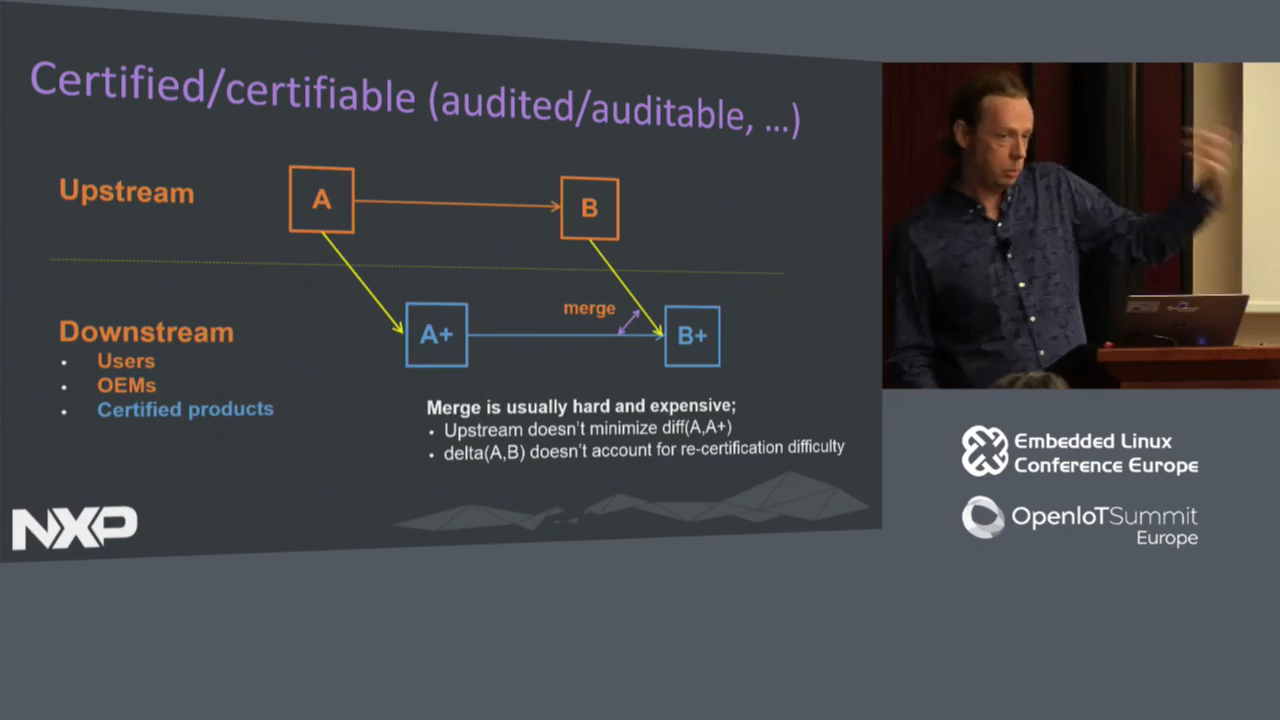 Certified/certifiable (audited/auditable, ...)
Upstream
A
B
Downstream
• Users
• OEMs
• Certified products
A+
merge
B+
Merge is usually hard and expensive;
• Upstream doesn't minimize diff(A,A+)
• delta(A,B) doesn't account for re-certification difficulty
NXP
Embedded Linux
Conference Europe
OpenIoTSummit
Europe